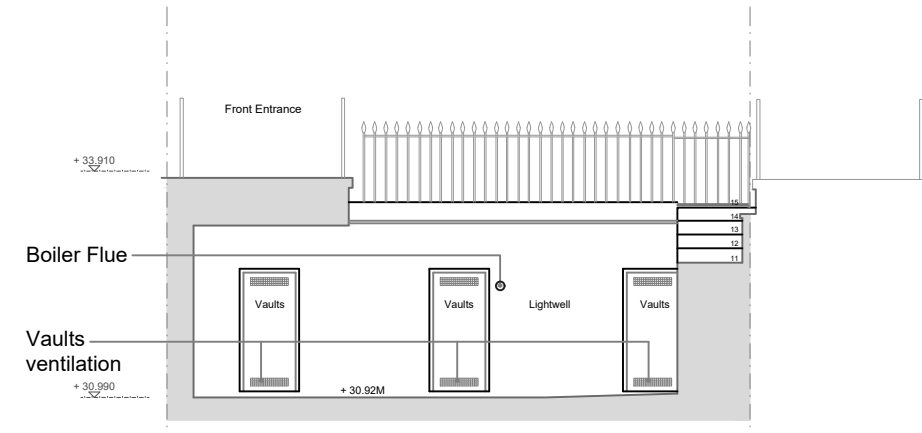 Front Entrance
+ 33.910
15
14
13
12
11
Boiler Flue
Vaults
Vaults
Lightwell
Vaults
Vaults
ventilation
+ 30.990
+ 30.92M